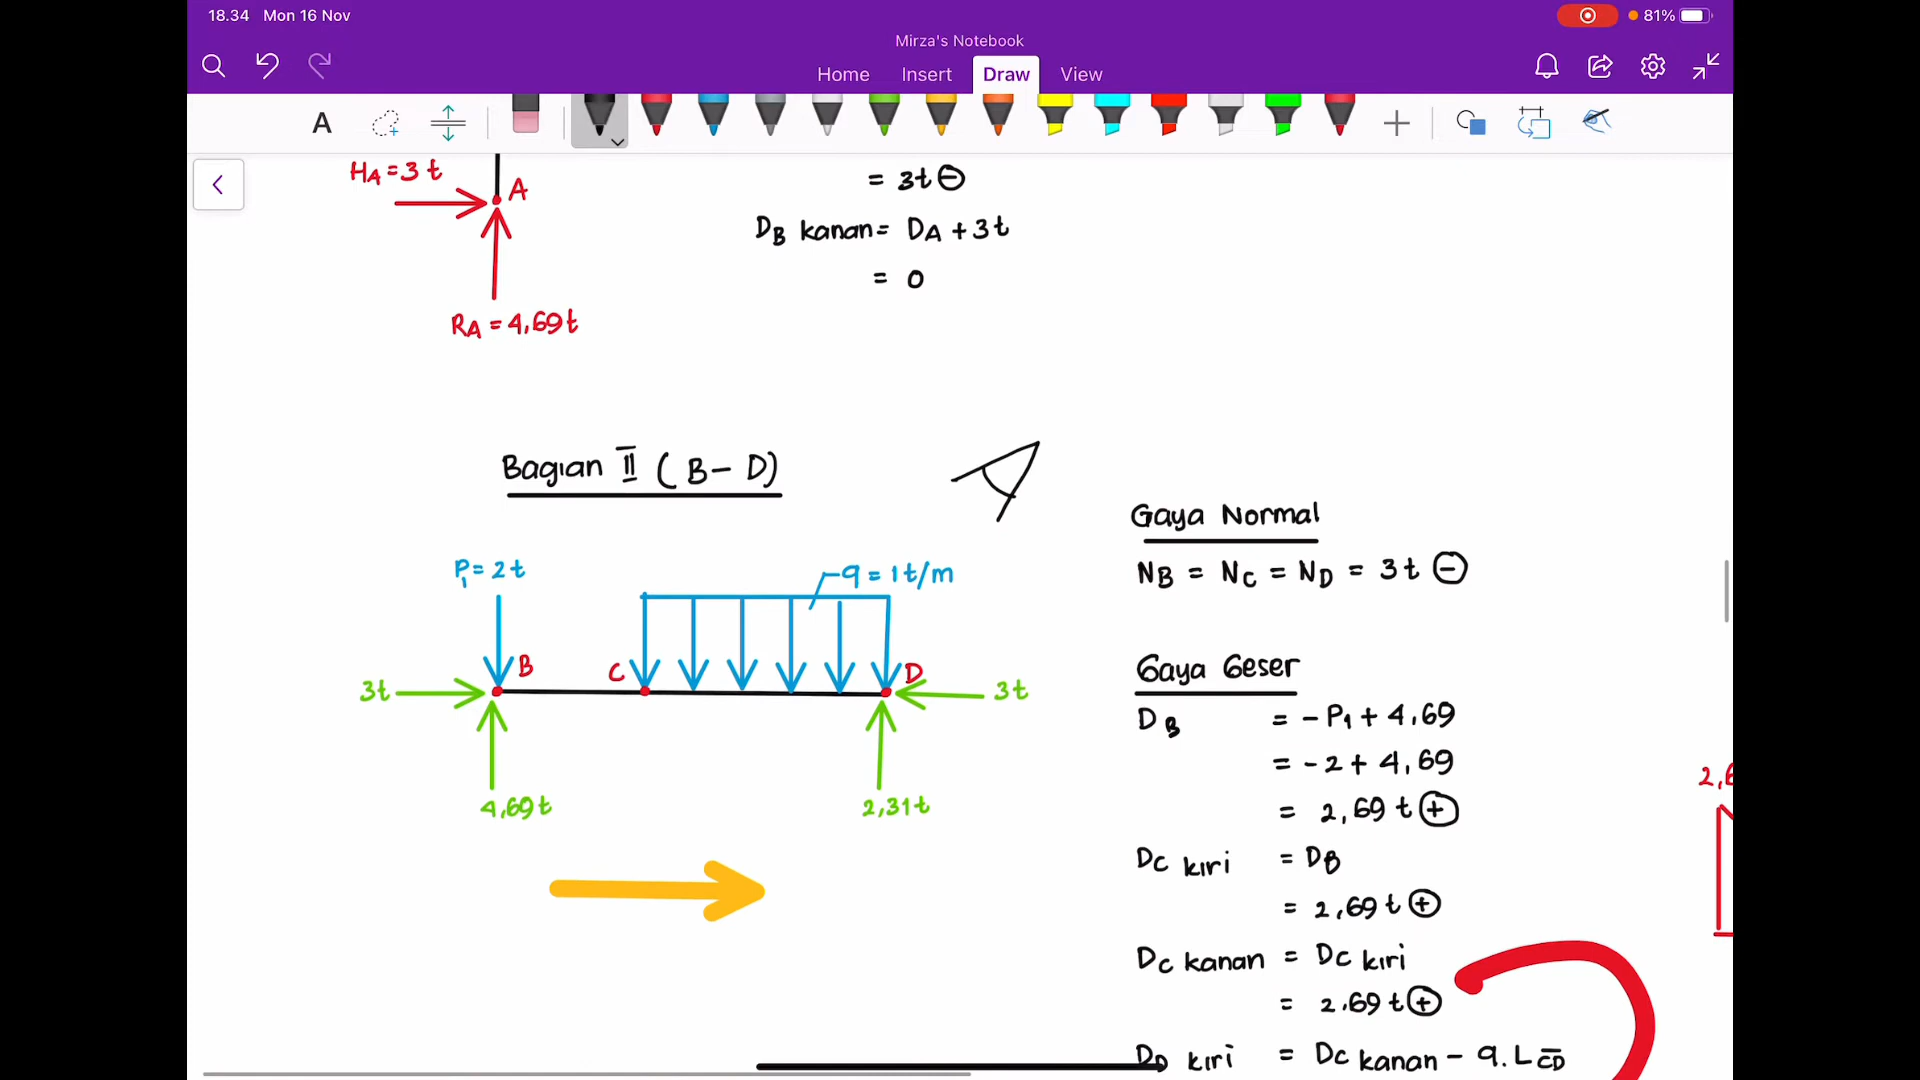 18.34 Mon 16 Nov
81%
Mirza's Notebook
Home Insert Draw View
A
HA = 3 t
A
RA = 4,69 t
= 3t ⊖
DB kanan = DA + 3 t
= 0
Bagian II (B - D)
P1 = 2 t
q = 1 t/m
B
C
D
3t
3t
4,69 t
2,31 t
Gaya Normal
NB = NC = ND = 3 t ⊖
Gaya Geser
DB = - P1 + 4,69
= - 2 + 4,69
= 2,69 t ⊕
DC kiri = DB
= 2,69 t ⊕
DC kanan = DC kiri
= 2.69 t ⊕
DD kiri = DC kanan - q. L CD